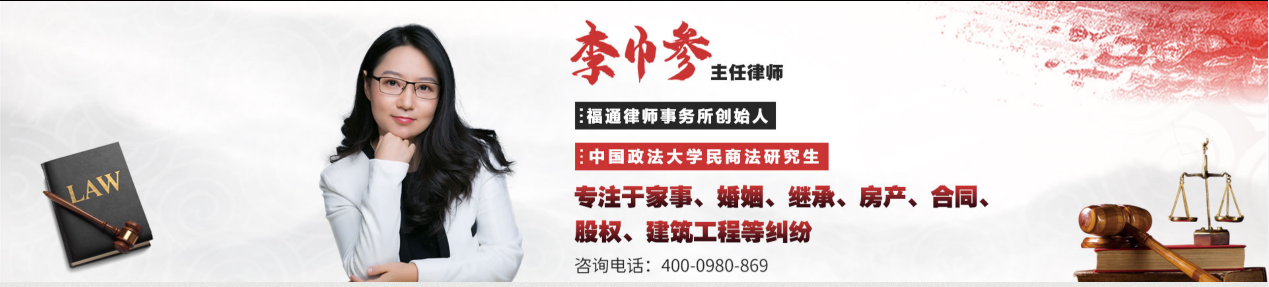 LAW
李巾参 主任律师
福通律师事务所创始人
中国政法大学民商法研究生
专注于家事、婚姻、继承、房产、合同、
股权、建筑工程等纠纷
咨询电话：400-0980-869